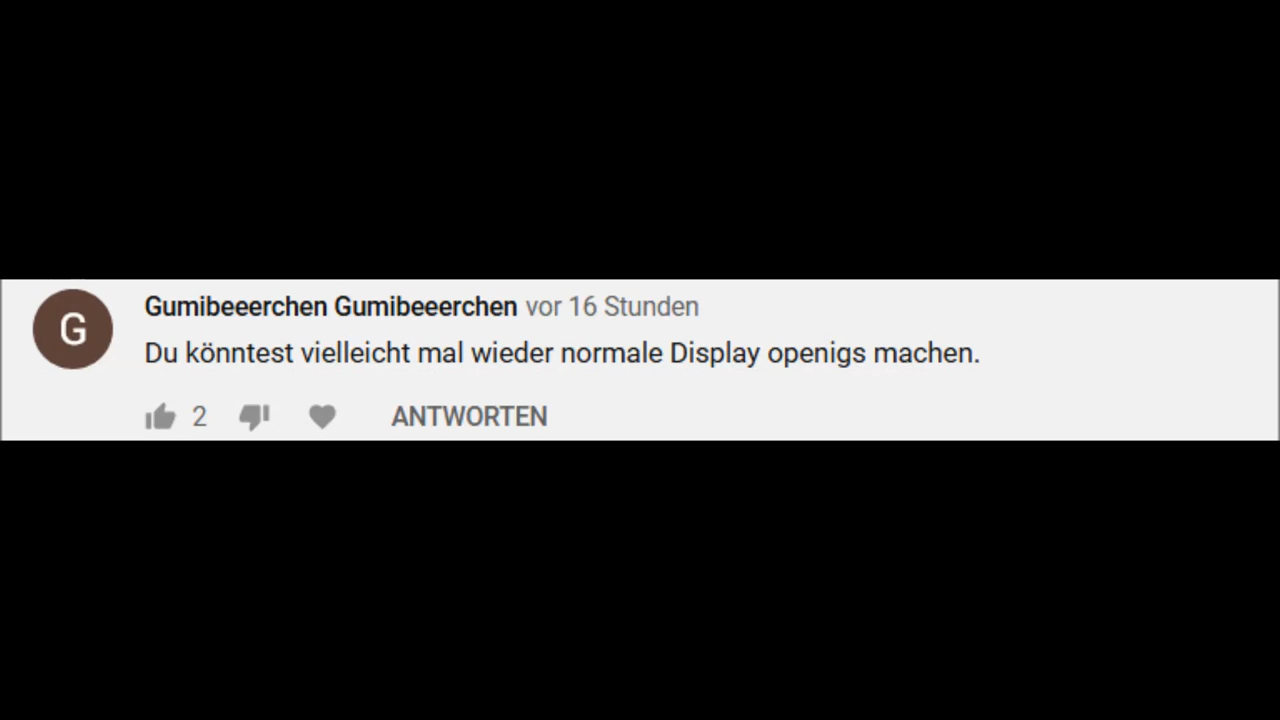 G
Gumibeeerchen Gumibeeerchen vor 16 Stunden
Du könntest vielleicht mal wieder normale Display openigs machen.
2 ANTWORTEN